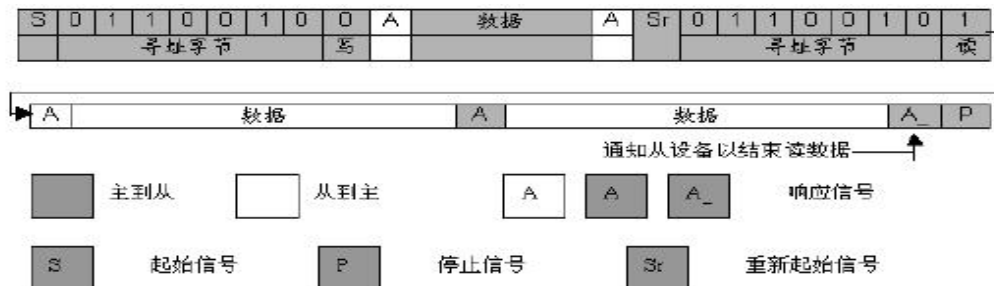 S 0 1 1 0 0 1 0 0 A 数据 A Sr 0 1 1 0 0 1 0 1
寻址字节 写 寻址字节 读
A 数据 A 数据 A_ P
通知从设备以结束读数据
主到从 从到主 A A A_ 响应信号
S 起始信号 P 停止信号 Sr 重新起始信号